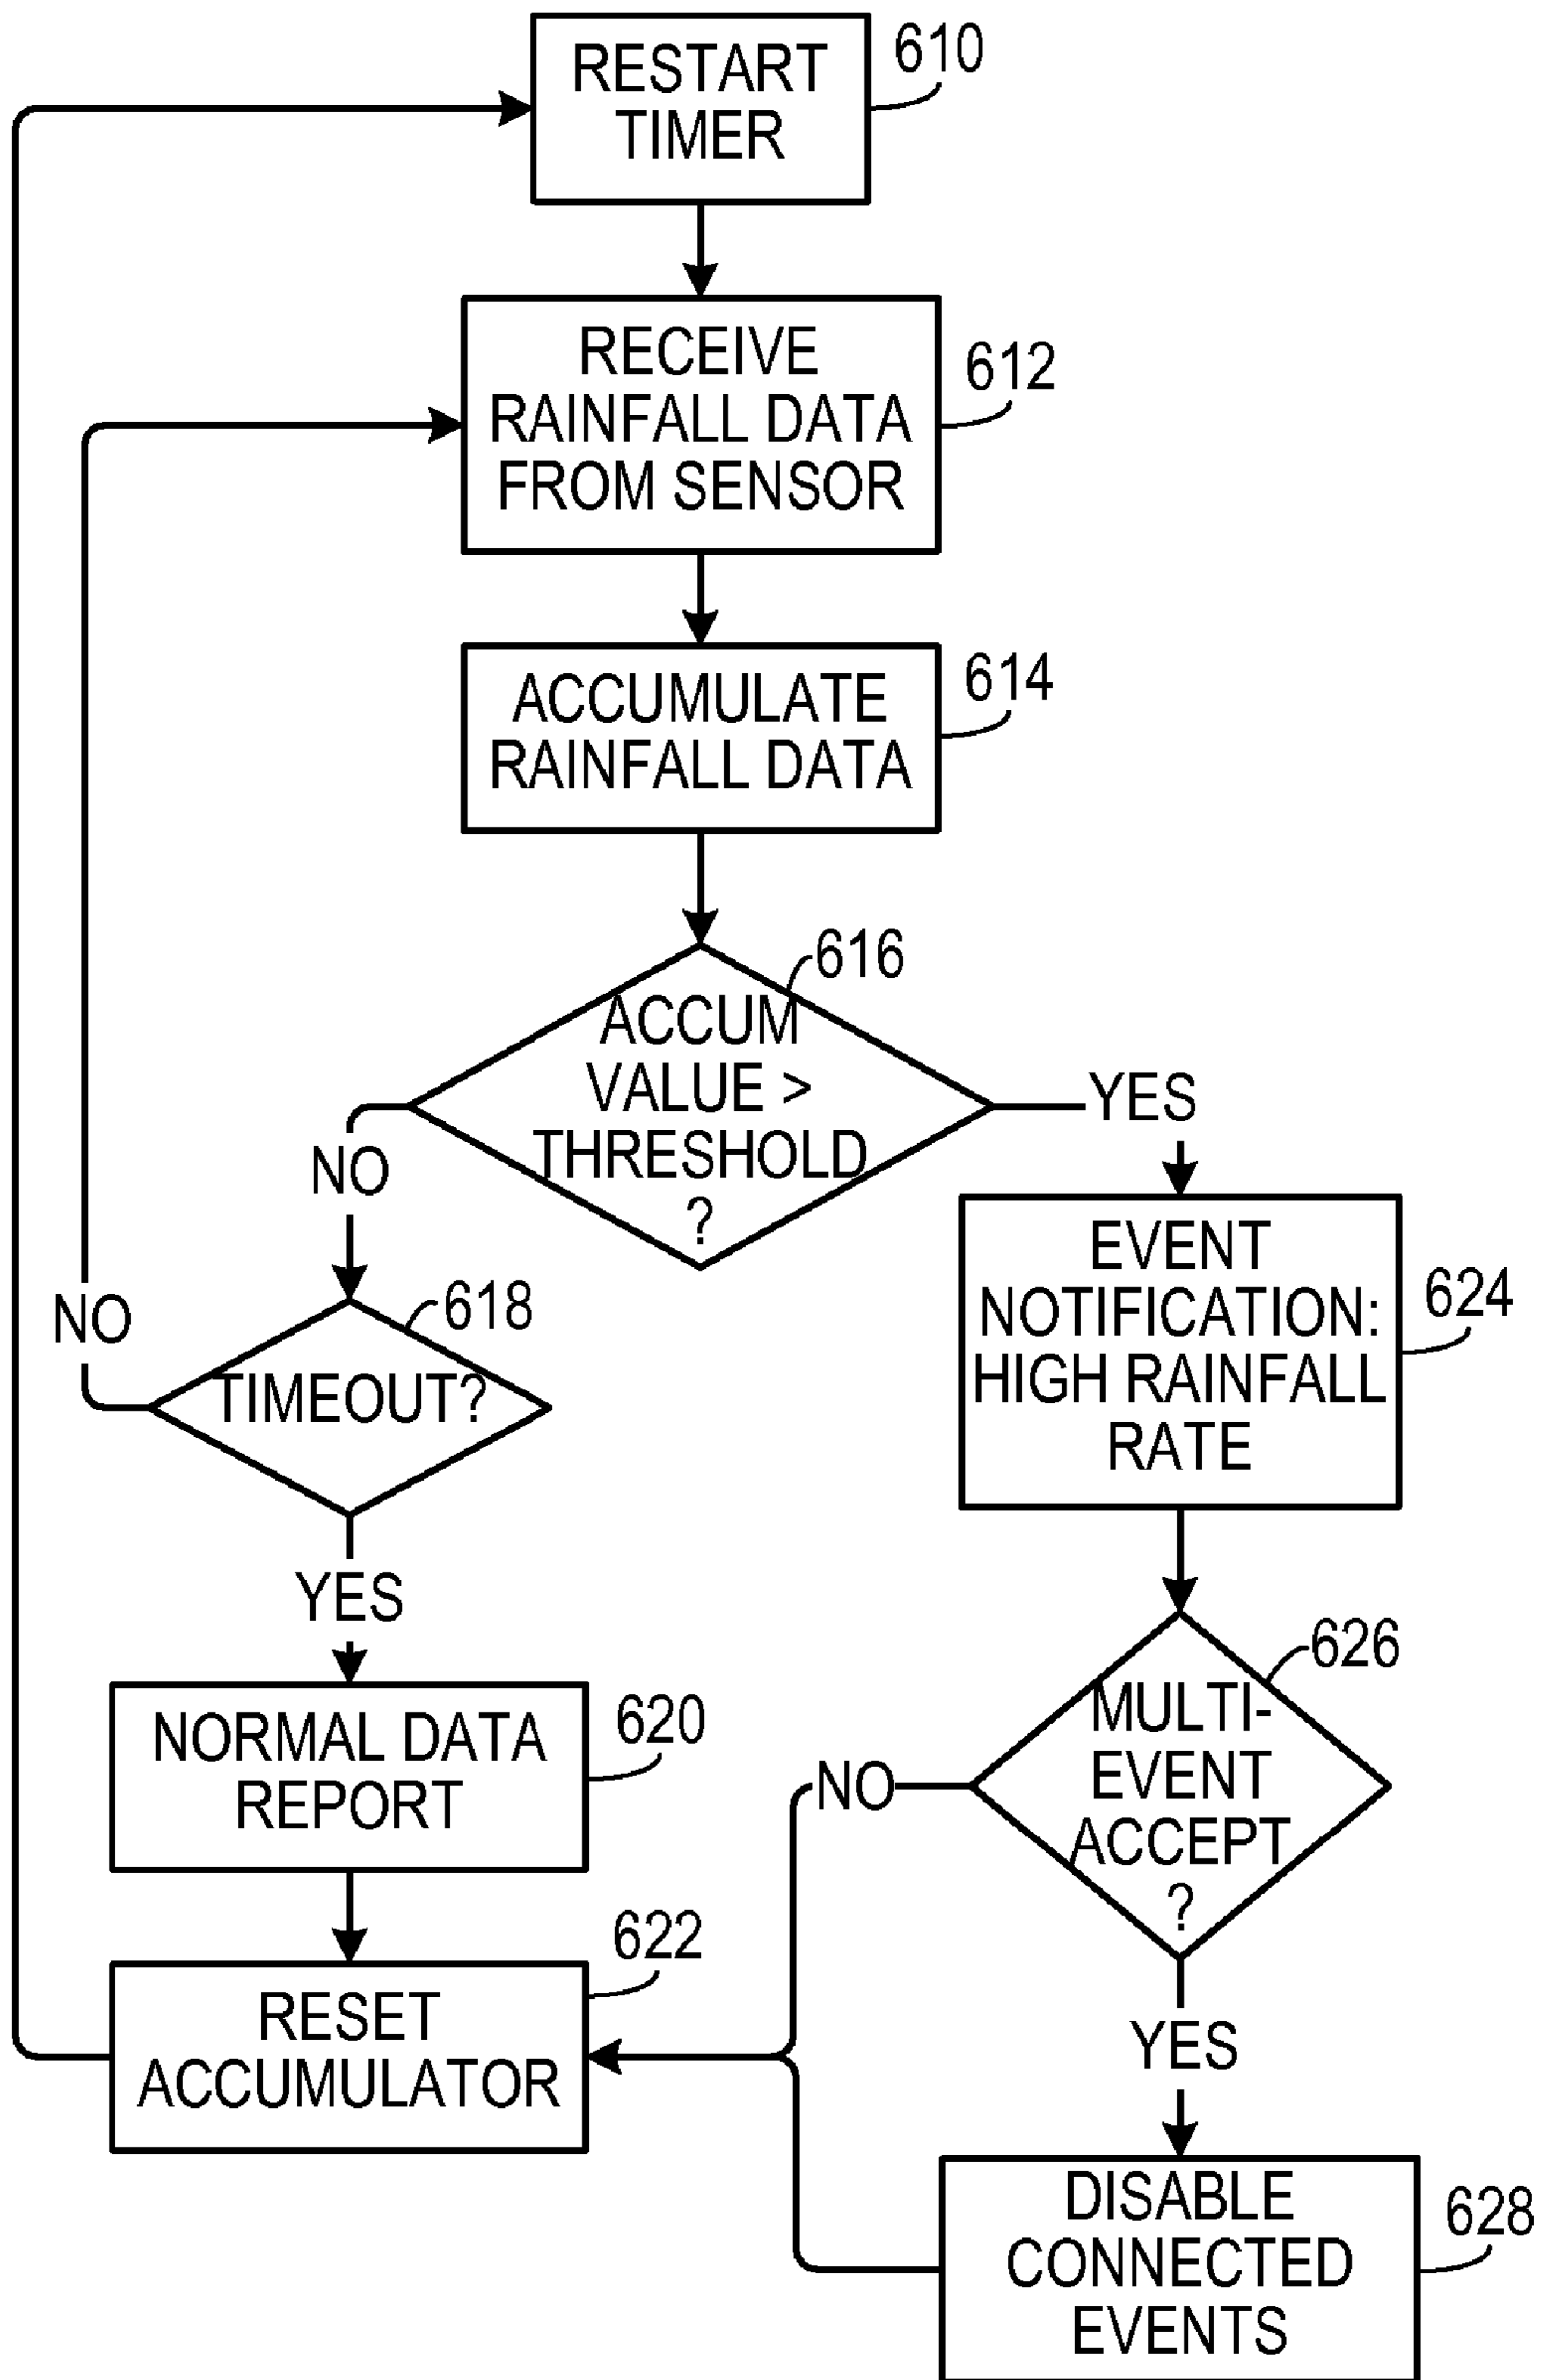 RESTART
TIMER
610
RECEIVE
RAINFALL DATA
FROM SENSOR
612
ACCUMULATE
RAINFALL DATA
614
616
ACCUM
VALUE >
THRESHOLD
?
YES
NO
618
TIMEOUT?
NO
YES
EVENT
NOTIFICATION:
HIGH RAINFALL
RATE
624
NORMAL DATA
REPORT
620
626
MULTI-
EVENT
ACCEPT
?
NO
YES
RESET
ACCUMULATOR
622
DISABLE
CONNECTED
EVENTS
628